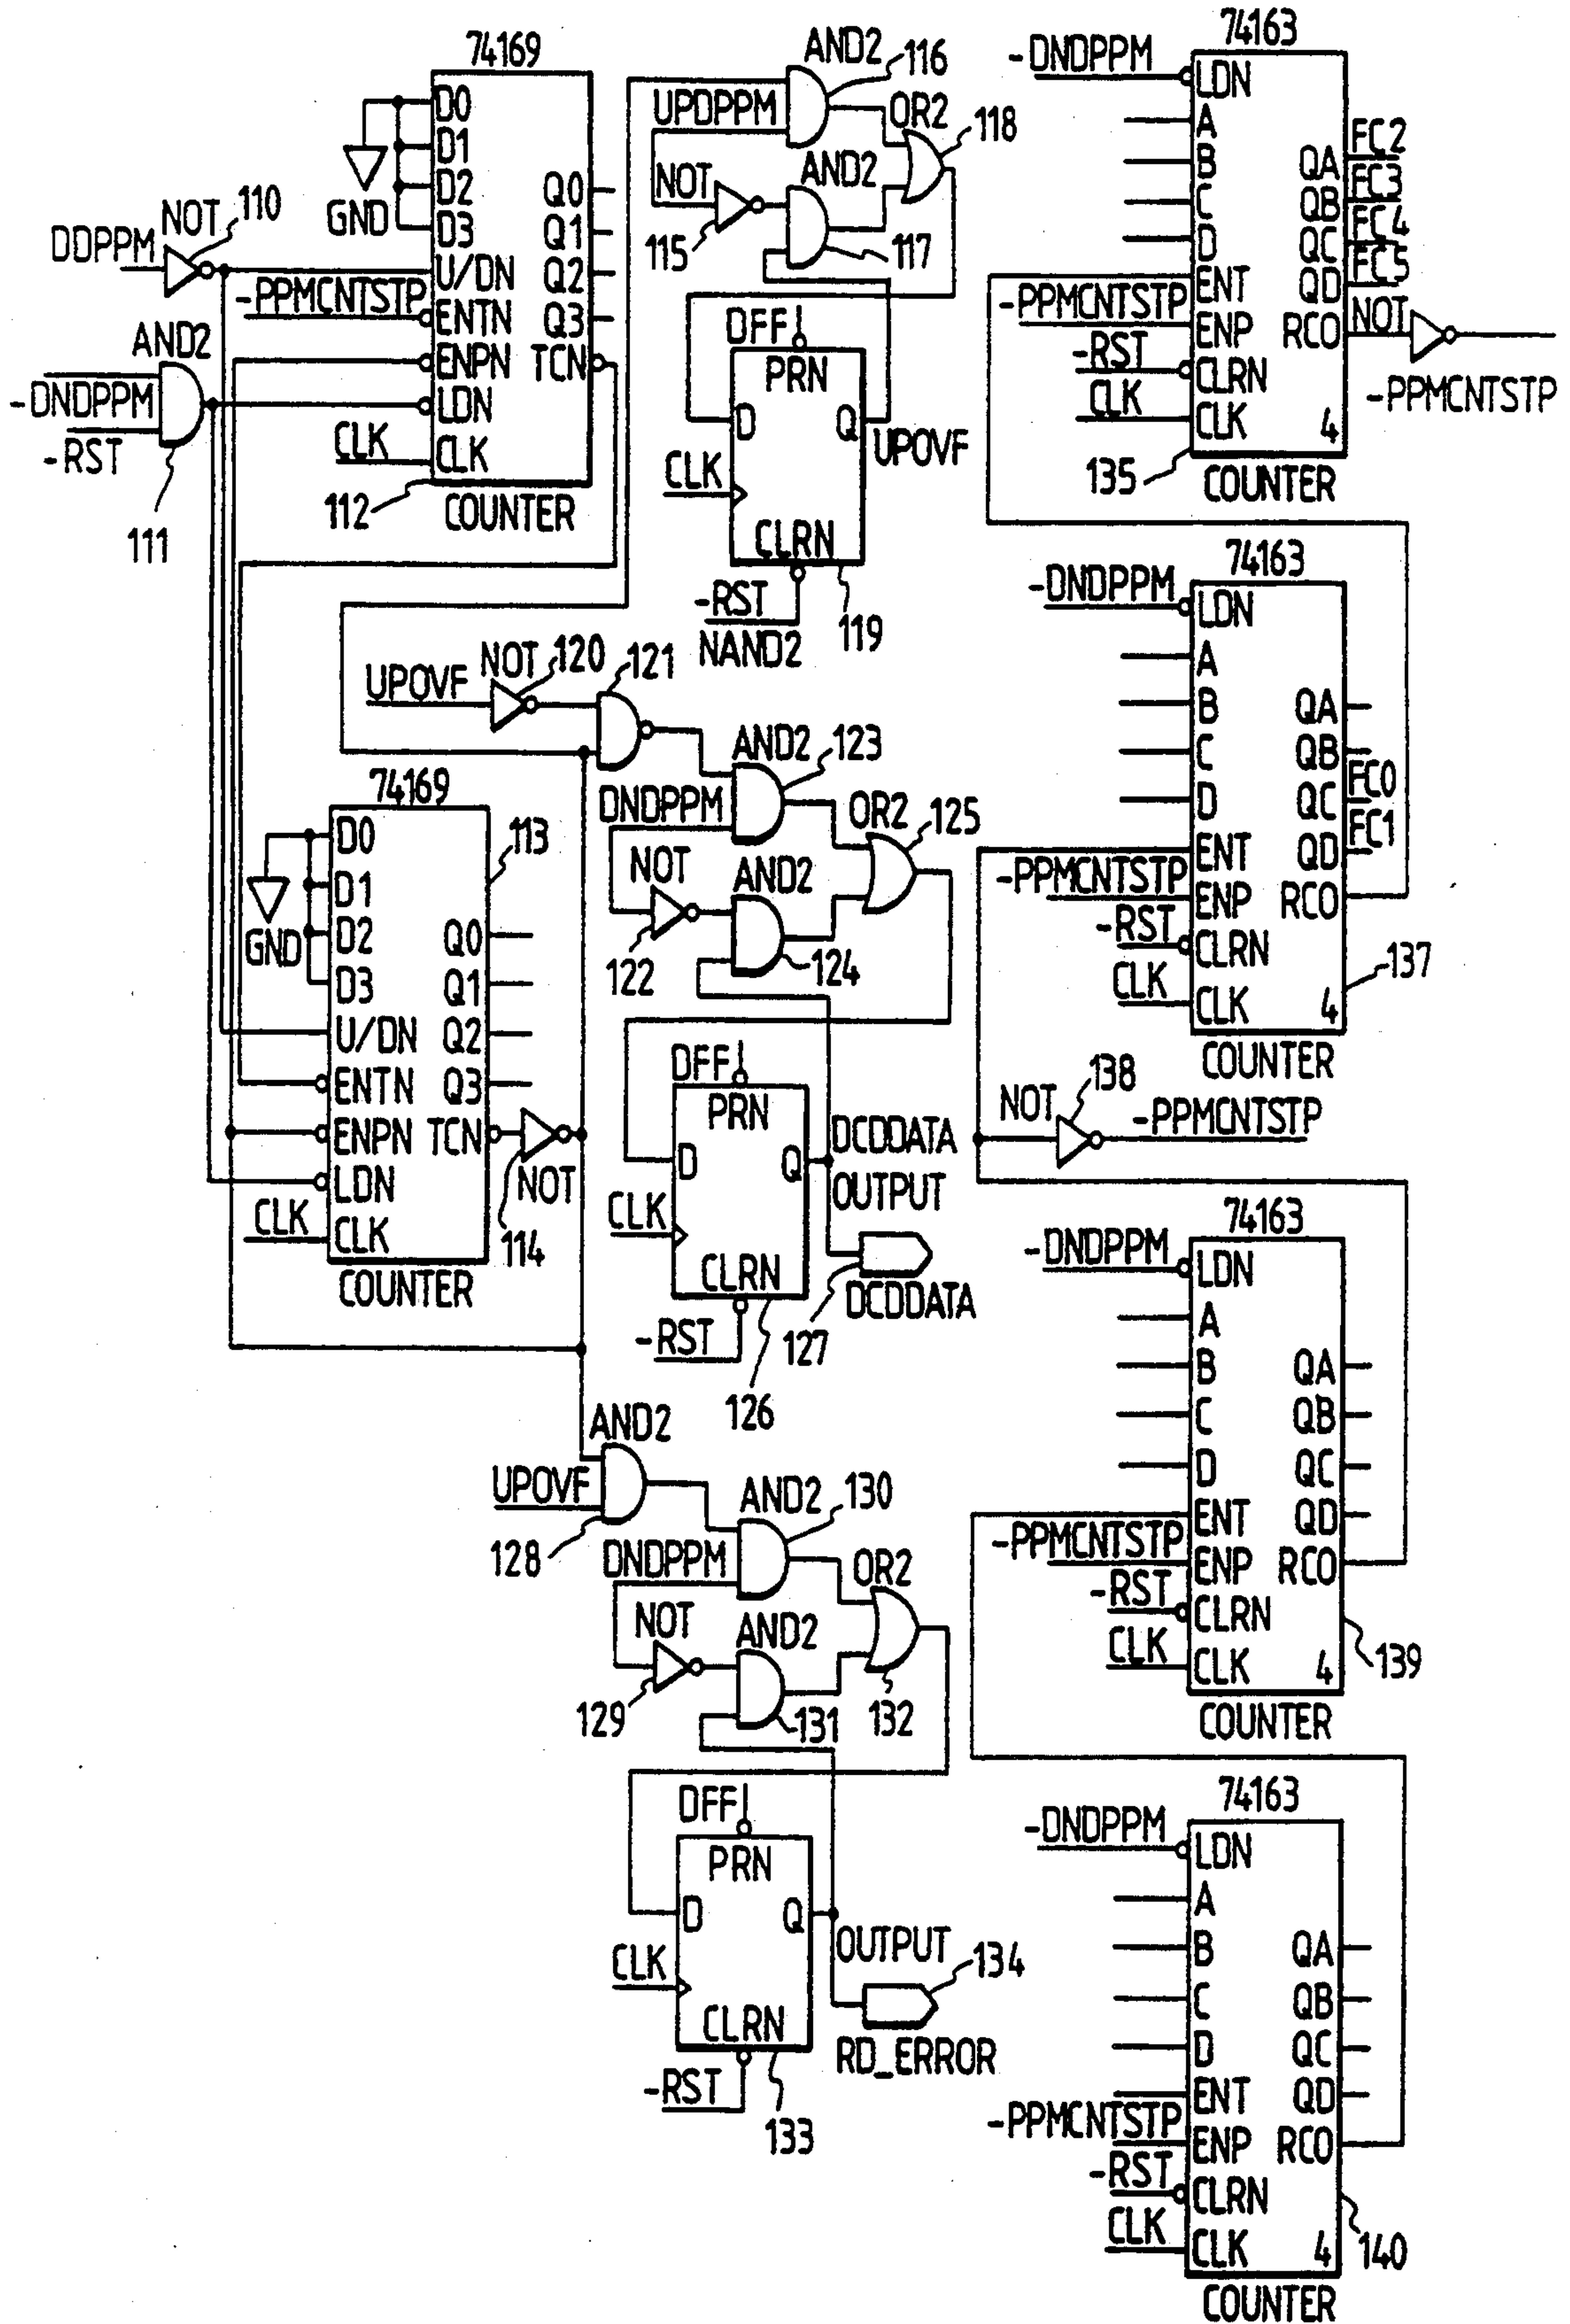 74169
D0
D1
D2
D3
GND
U/DN
ENTN
ENPN
LDN
CLK
Q0
Q1
Q2
Q3
TCN
COUNTER
112
DDPPM
NOT
110
-PPMCNTSTP
AND2
-DNDPPM
-RST
111
CLK
AND2
116
UPDPPM
OR2
118
NOT
AND2
115
117
DFF
PRN
D
Q
UPOVF
CLK
CLRN
-RST
119
NAND2
UPOVF
NOT
120
121
AND2
123
DNDPPM
OR2
125
NOT
AND2
122
124
DFF
PRN
D
Q
DCDDATA
OUTPUT
CLK
CLRN
DCDDATA
127
-RST
126
74169
113
D0
D1
D2
D3
GND
U/DN
ENTN
ENPN
LDN
CLK
Q0
Q1
Q2
Q3
TCN
CLK
114
NOT
COUNTER
AND2
UPOVF
128
AND2
130
DNDPPM
OR2
NOT
AND2
129
131
132
DFF
PRN
D
Q
OUTPUT
134
CLK
CLRN
RD_ERROR
-RST
133
74163
-DNDPPM
LDN
A
B
C
D
QA
QB
QC
QD
FC2
FC3
FC4
FC5
ENT
-PPMCNTSTP
ENP
RCO
NOT
-RST
CLRN
-PPMCNTSTP
CLK
CLK
4
135
COUNTER
74163
-DNDPPM
LDN
A
B
C
D
QA
QB
QC
QD
FC0
FC1
ENT
-PPMCNTSTP
ENP
RCO
-RST
CLRN
137
CLK
CLK
4
COUNTER
NOT
138
-PPMCNTSTP
74163
-DNDPPM
LDN
A
B
C
D
QA
QB
QC
QD
ENT
-PPMCNTSTP
ENP
RCO
-RST
CLRN
CLK
CLK
4
139
COUNTER
74163
-DNDPPM
LDN
A
B
C
D
QA
QB
QC
QD
ENT
-PPMCNTSTP
ENP
RCO
-RST
CLRN
CLK
CLK
4
140
COUNTER